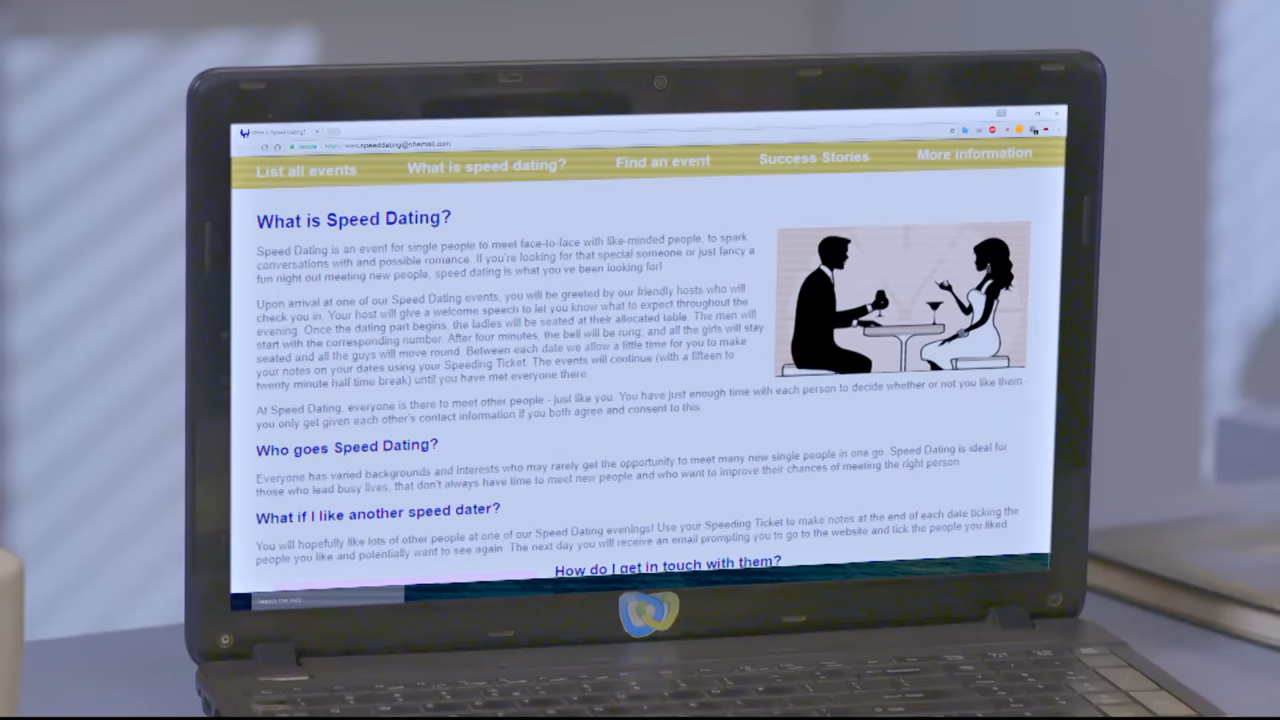 What is Speed Dating?
Secure
www.speeddating@shemail.com
List all events
What is speed dating?
Find an event
Success Stories
More information
What is Speed Dating?
Speed Dating is an event for single people to meet face-to-face with like-minded people, to spark
conversations with and possible romance. If you're looking for that special someone or just fancy a
fun night out meeting new people, speed dating is what you've been looking for!
Upon arrival at one of our Speed Dating events, you will be greeted by our friendly hosts who will
check you in. Your host will give a welcome speech to let you know what to expect throughout the
evening. Once the dating part begins, the ladies will be seated at their allocated table. The men will
start with the corresponding number. After four minutes, the bell will be rung, and all the girls will stay
seated and all the guys will move round. Between each date we allow a little time for you to make
your notes on your dates using your Speeding Ticket. The events will continue (with a fifteen to
twenty minute half time break) until you have met everyone there.
At Speed Dating, everyone is there to meet other people - just like you. You have just enough time with each person to decide whether or not you like them -
you only get given each other's contact information if you both agree and consent to this.
Who goes Speed Dating?
Everyone has varied backgrounds and Interests who may rarely get the opportunity to meet many new single people in one go. Speed Dating is ideal for
those who lead busy lives, that don't always have time to meet new people and who want to improve their chances of meeting the right person.
What if I like another speed dater?
You will hopefully like lots of other people at one of our Speed Dating evenings! Use your Speeding Ticket to make notes at the end of each date ticking the
people you like and potentially want to see again. The next day you will receive an email prompting you to go to the website and tick the people you liked.
How do I get in touch with them?
Search the web